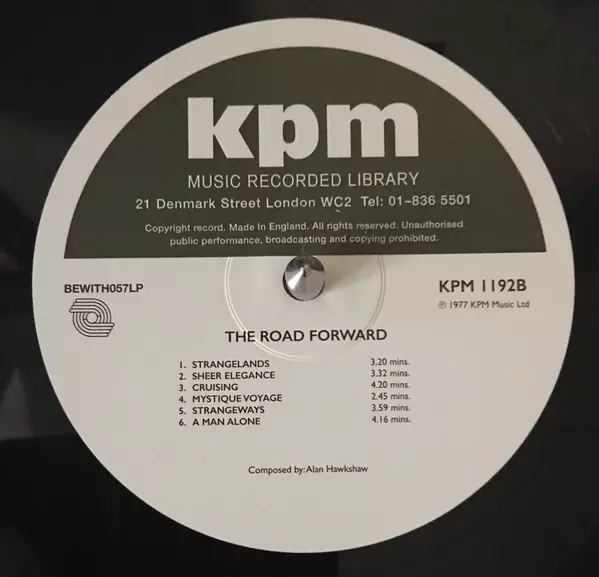 kpm
MUSIC RECORDED LIBRARY
21 Denmark Street London WC2 Tel: 01-836 5501
Copyright record. Made In England. All rights reserved. Unauthorised
public performance, broadcasting and copying prohibited.
BEWITH057LP
KPM 1192B
℗ 1977 KPM Music Ltd
THE ROAD FORWARD
1. STRANGELANDS 3.20 mins.
2. SHEER ELEGANCE 3.32 mins.
3. CRUISING 4.20 mins.
4. MYSTIQUE VOYAGE 2.45 mins.
5. STRANGEWAYS 3.59 mins.
6. A MAN ALONE 4.16 mins.
Composed by: Alan Hawkshaw